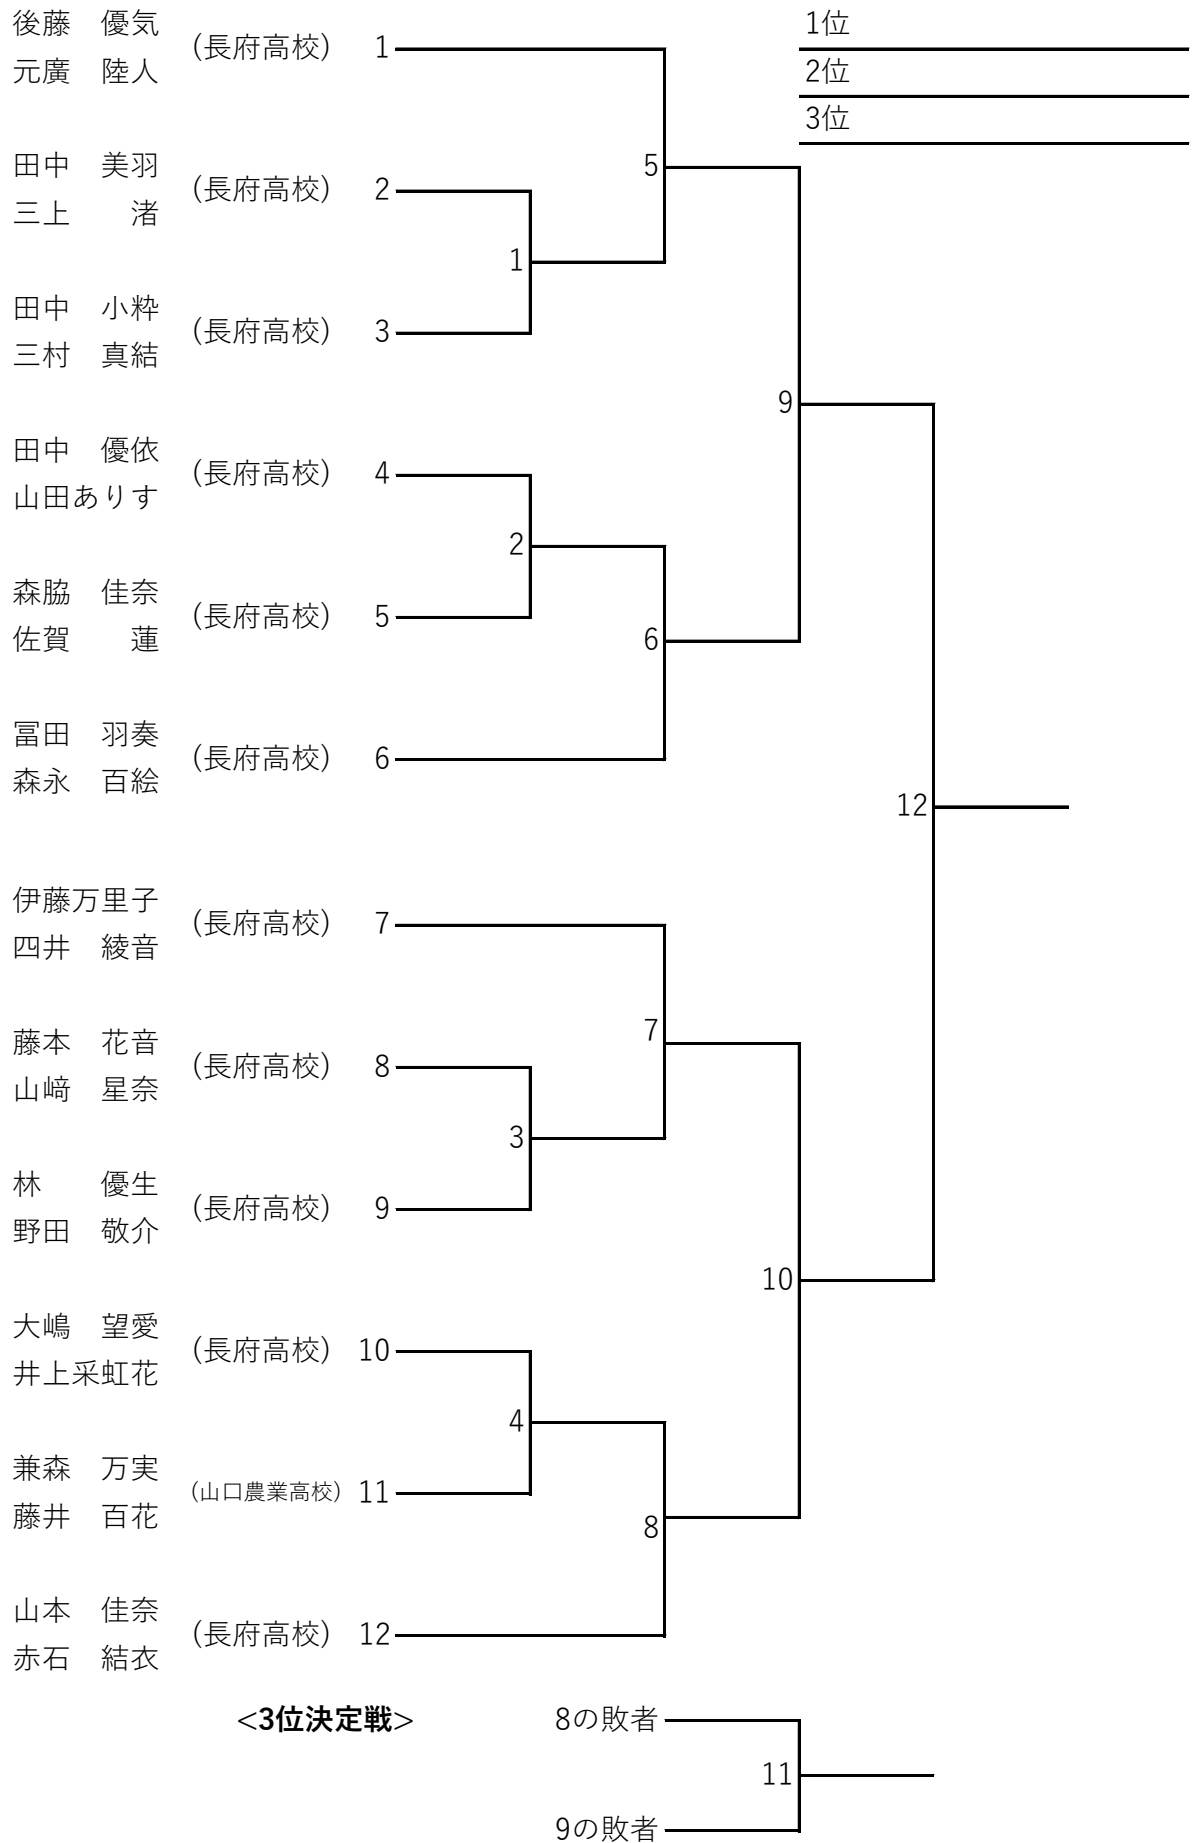 後藤　優気
(長府高校)　1
元廣　陸人
1位
2位
3位
田中　美羽
(長府高校)　2
三上　　渚
5
1
田中　小粋
(長府高校)　3
三村　真結
9
田中　優依
(長府高校)　4
山田ありす
2
森脇　佳奈
(長府高校)　5
佐賀　　蓮
6
冨田　羽奏
(長府高校)　6
森永　百絵
12
伊藤万里子
(長府高校)　7
四井　綾音
7
藤本　花音
(長府高校)　8
山﨑　星奈
3
林　　優生
(長府高校)　9
野田　敬介
10
大嶋　望愛
(長府高校)　10
井上采虹花
4
兼森　万実
(山口農業高校)　11
藤井　百花
8
山本　佳奈
(長府高校)　12
赤石　結衣
<3位決定戦>
8の敗者
11
9の敗者